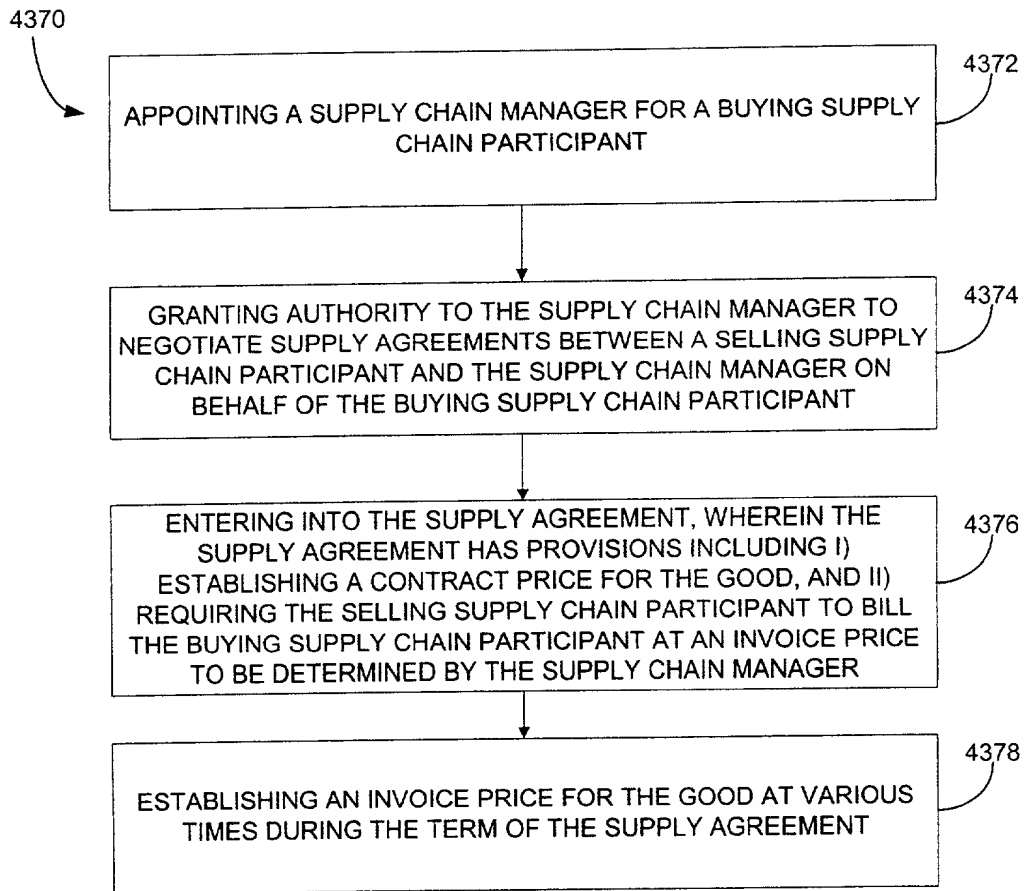 4370
4372
APPOINTING A SUPPLY CHAIN MANAGER FOR A BUYING SUPPLY
CHAIN PARTICIPANT
4374
GRANTING AUTHORITY TO THE SUPPLY CHAIN MANAGER TO
NEGOTIATE SUPPLY AGREEMENTS BETWEEN A SELLING SUPPLY
CHAIN PARTICIPANT AND THE SUPPLY CHAIN MANAGER ON
BEHALF OF THE BUYING SUPPLY CHAIN PARTICIPANT
4376
ENTERING INTO THE SUPPLY AGREEMENT, WHEREIN THE
SUPPLY AGREEMENT HAS PROVISIONS INCLUDING I)
ESTABLISHING A CONTRACT PRICE FOR THE GOOD, AND II)
REQUIRING THE SELLING SUPPLY CHAIN PARTICIPANT TO BILL
THE BUYING SUPPLY CHAIN PARTICIPANT AT AN INVOICE PRICE
TO BE DETERMINED BY THE SUPPLY CHAIN MANAGER
4378
ESTABLISHING AN INVOICE PRICE FOR THE GOOD AT VARIOUS
TIMES DURING THE TERM OF THE SUPPLY AGREEMENT